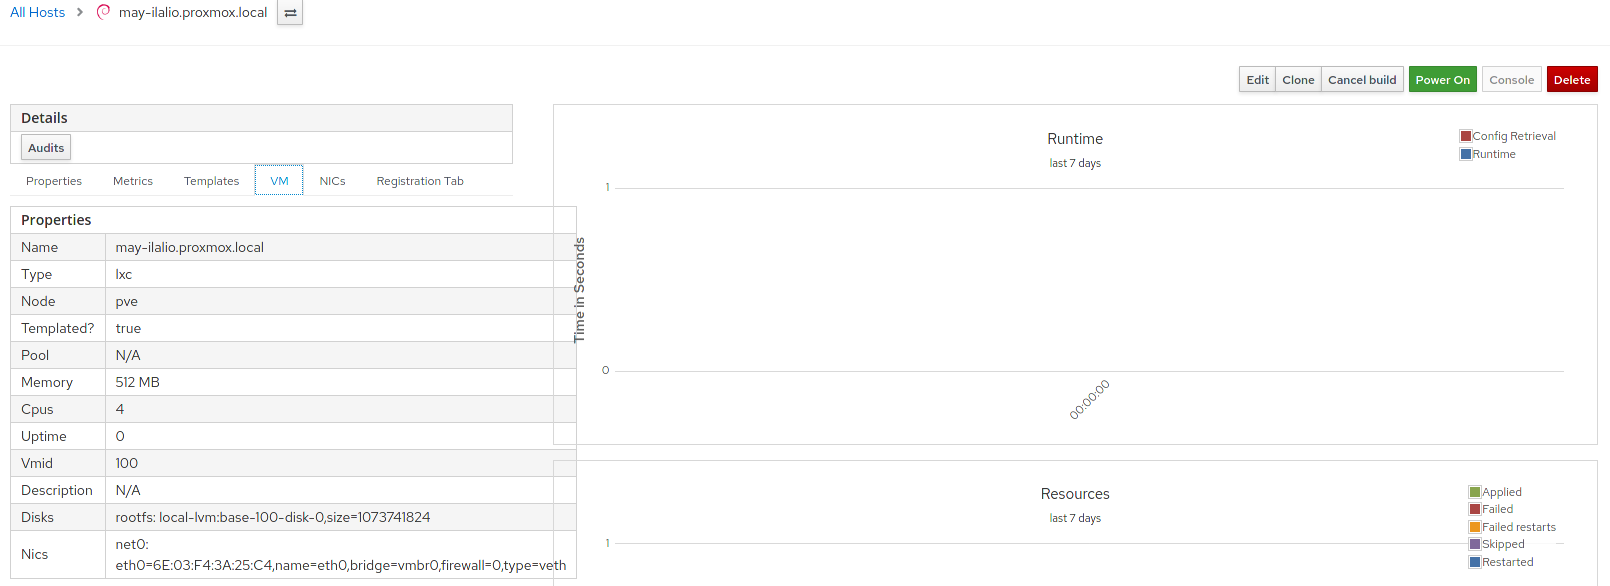 All Hosts > may-ilalio.proxmox.local
Edit Clone Cancel build Power On Console Delete
Details
Audits
Properties Metrics Templates VM NICs Registration Tab
Properties
Name may-ilalio.proxmox.local
Type lxc
Node pve
Templated? true
Pool N/A
Memory 512 MB
Cpus 4
Uptime 0
Vmid 100
Description N/A
Disks rootfs: local-lvm:base-100-disk-0,size=1073741824
Nics net0:
eth0=6E:03:F4:3A:25:C4,name=eth0,bridge=vmbr0,firewall=0,type=veth
Runtime
last 7 days
Config Retrieval
Runtime
1
Time in Seconds
0
00:00:00
Resources
last 7 days
Applied
Failed
Failed restarts
Skipped
Restarted
1